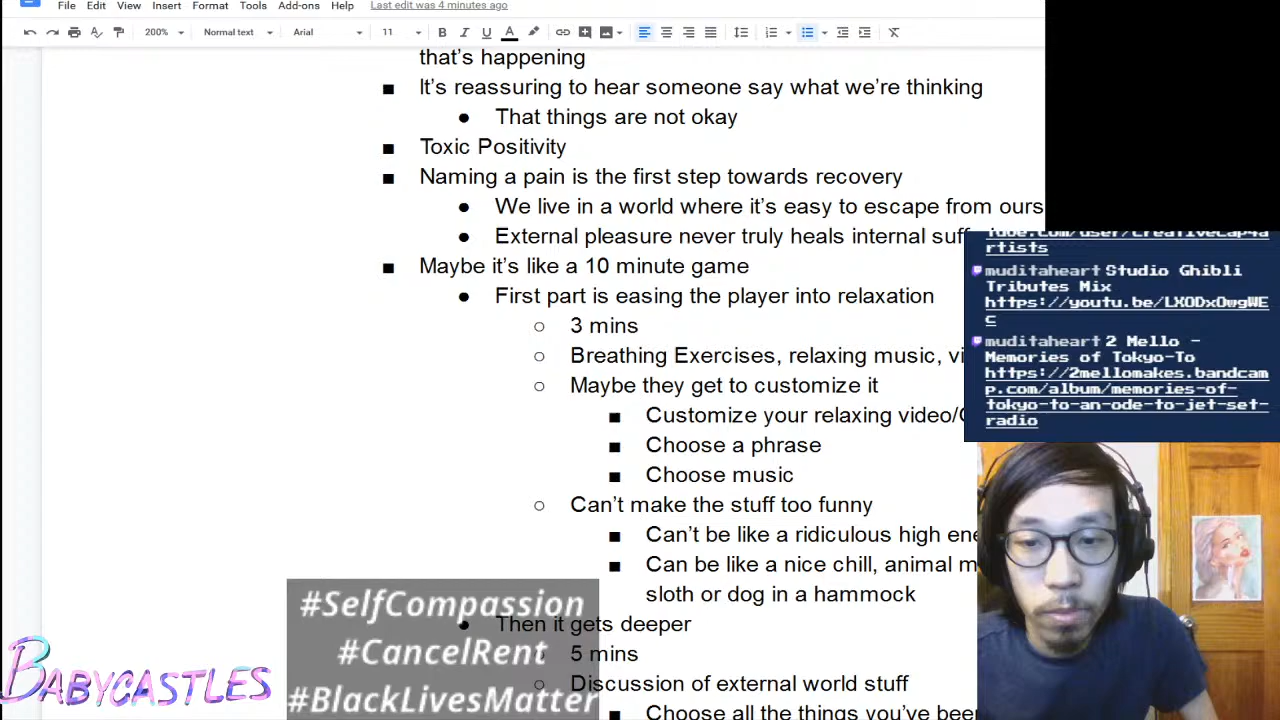 File Edit View Insert Format Tools Add-ons Help Last edit was 4 minutes ago
200% Normal text Arial 11
that's happening
It's reassuring to hear someone say what we're thinking
That things are not okay
Toxic Positivity
Naming a pain is the first step towards recovery
We live in a world where it's easy to escape from ours
External pleasure never truly heals internal suf
Maybe it's like a 10 minute game
First part is easing the player into relaxation
3 mins
Breathing Exercises, relaxing music, vi
Maybe they get to customize it
Customize your relaxing video/
Choose a phrase
Choose music
Can't make the stuff too funny
Can't be like a ridiculous high ene
Can be like a nice chill, animal m
sloth or dog in a hammock
Then it gets deeper
5 mins
Discussion of external world stuff
Choose all the things you've been
rtists
muditaheart Studio Ghibli
Tributes Mix
https://youtu.be/LXODxOwgWE
c
muditaheart 2 Mello -
Memories of Tokyo-To
https://2mellomakes.bandcam
p.com/album/memories-of-
tokyo-to-an-ode-to-jet-set-
radio
#SelfCompassion
#CancelRent
#BlackLivesMatter
BABYCASTLES